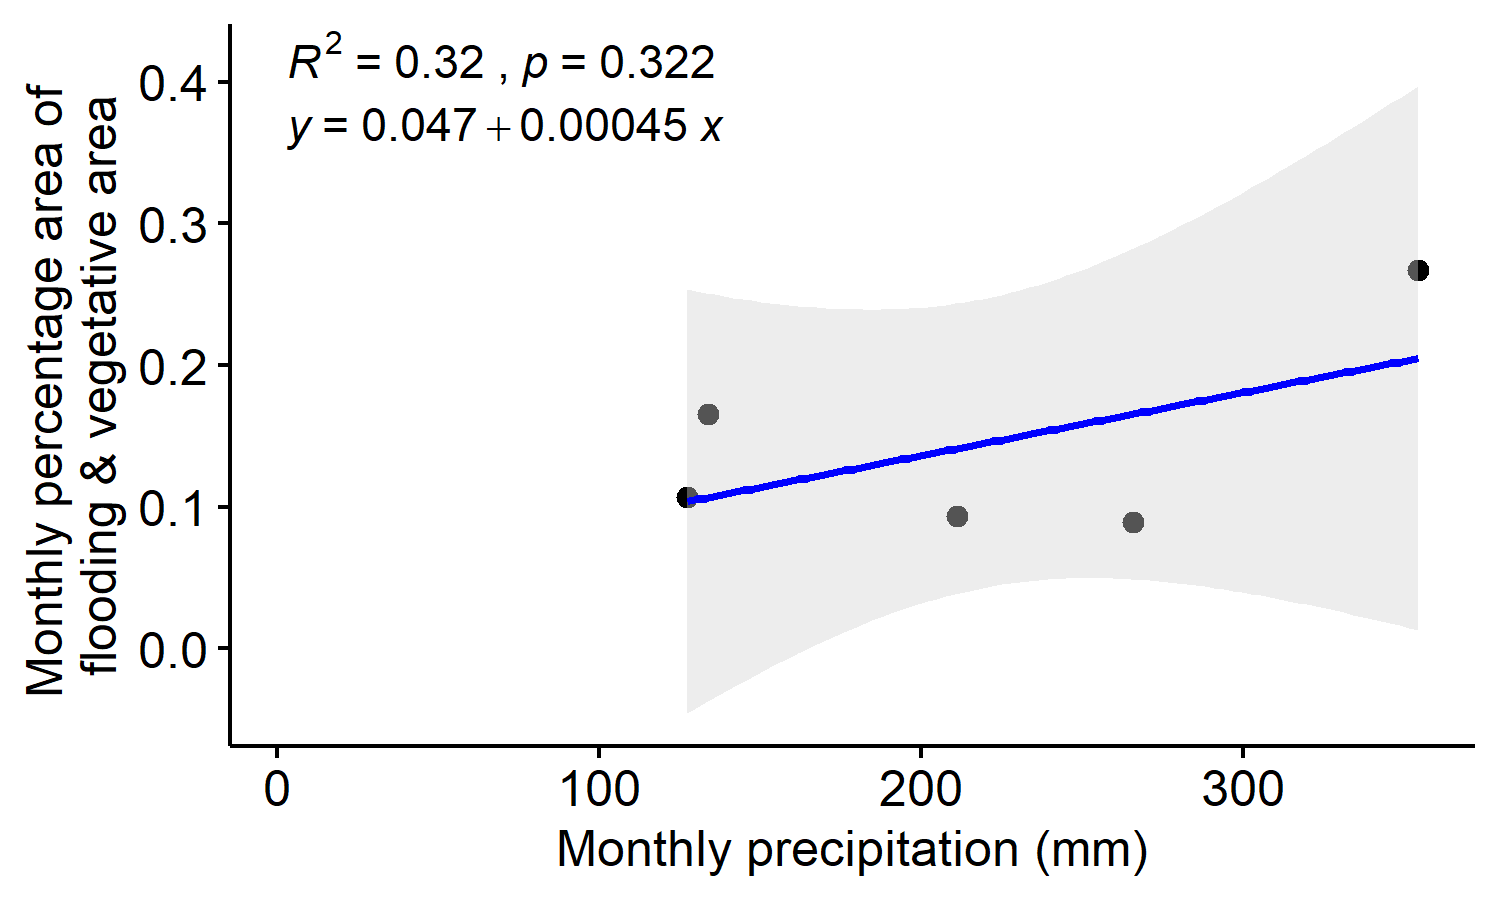 R² = 0.32 , p = 0.322
y = 0.047 + 0.00045 x
Monthly percentage area of
flooding & vegetative area
0.4
0.3
0.2
0.1
0.0
0 100 200 300
Monthly precipitation (mm)